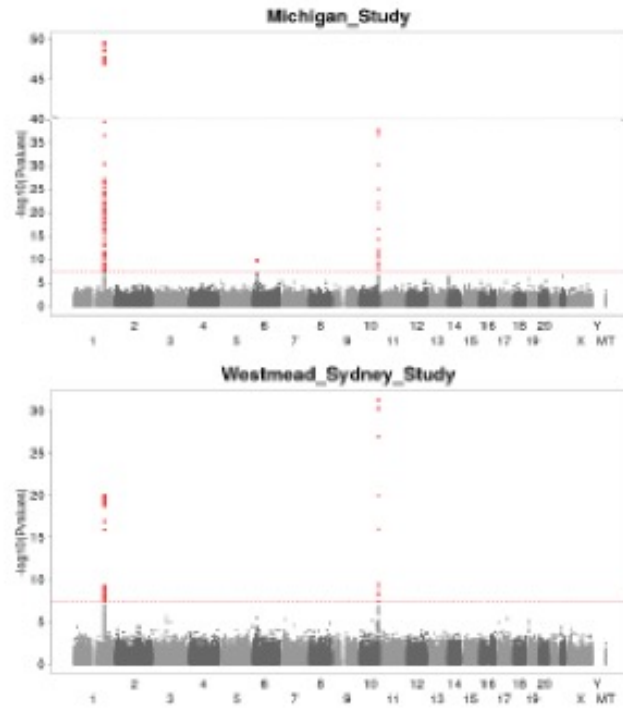 Michigan_Study
50
45
40
35
30
25
20
15
10
5
0
-log10(Pvalues)
2 4 5 6 8 10 12 14 16 18 20 Y
1 3 7 9 11 13 15 17 19 X MT
Westmead_Sydney_Study
30
25
20
15
10
5
0
-log10(Pvalues)
2 4 5 6 8 10 12 14 16 18 20 Y
1 3 7 9 11 13 15 17 19 X MT